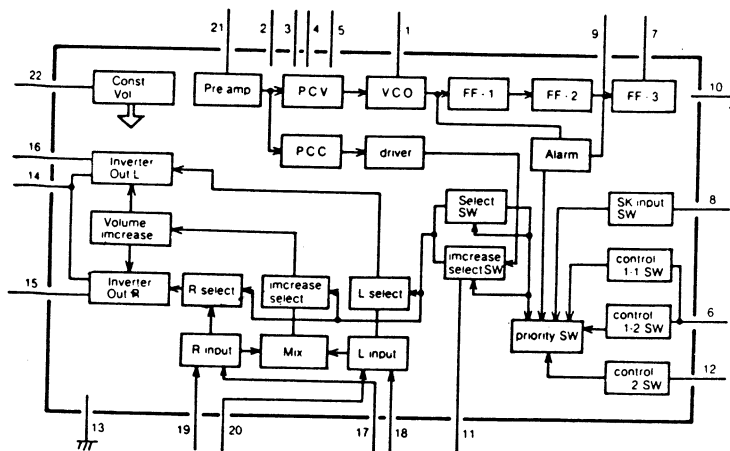 21
2
3
4
5
1
9
7
22
Const
Vol
Pre amp
PCV
VCO
FF - 1
FF - 2
FF - 3
10
16
14
Inverter
Out L
PCC
driver
Alarm
Volume
imcrease
Select
SW
SK input
SW
8
imcrease
select SW
control
1-1 SW
15
Inverter
Out R
R select
imcrease
select
L select
control
1-2 SW
6
priority SW
R input
Mix
L input
control
2 SW
12
13
19
20
17
18
11